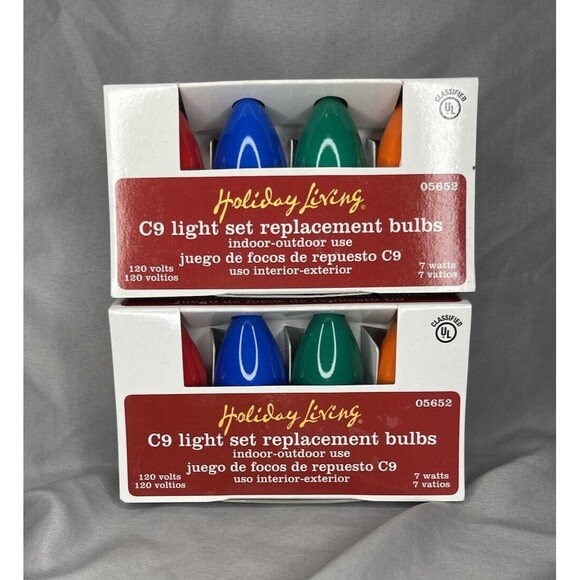 CLASSIFIED
UL
05652
Holiday Living®
C9 light set replacement bulbs
indoor-outdoor use
juego de focos de repuesto C9
uso interior-exterior
120 volts
120 voltios
7 watts
7 vatios
CLASSIFIED
UL
05652
Holiday Living®
C9 light set replacement bulbs
indoor-outdoor use
juego de focos de repuesto C9
uso interior-exterior
120 volts
120 voltios
7 watts
7 vatios